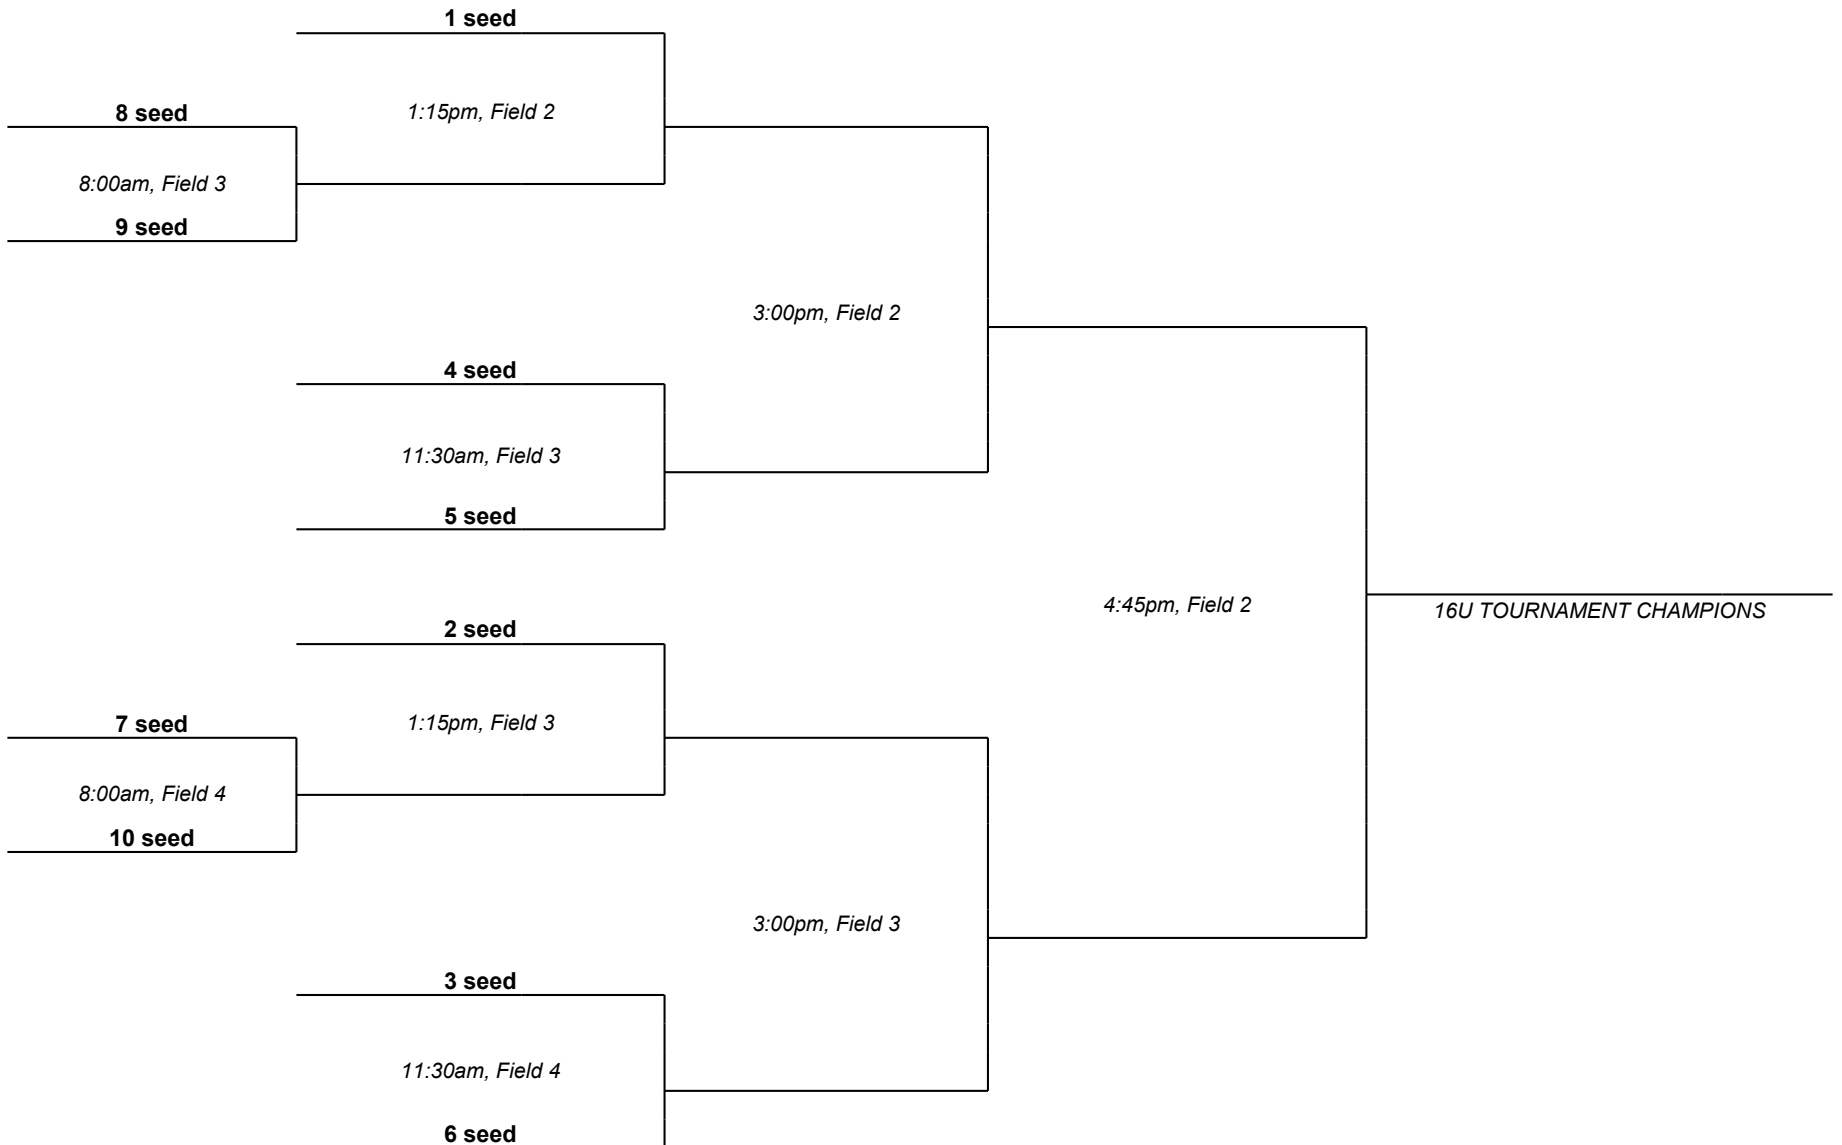 1 seed
8 seed
1:15pm, Field 2
8:00am, Field 3
9 seed
3:00pm, Field 2
4 seed
11:30am, Field 3
5 seed
4:45pm, Field 2
16U TOURNAMENT CHAMPIONS
2 seed
7 seed
1:15pm, Field 3
8:00am, Field 4
10 seed
3:00pm, Field 3
3 seed
11:30am, Field 4
6 seed